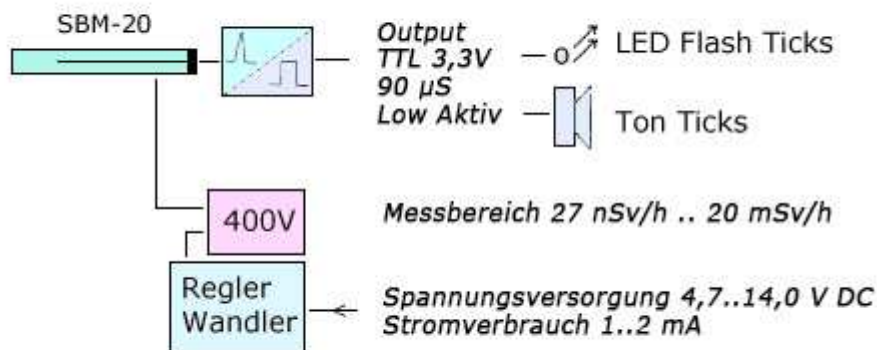 SBM-20
Output
TTL 3,3V
90 µS
Low Aktiv
LED Flash Ticks
Ton Ticks
400V
Messbereich 27 nSv/h .. 20 mSv/h
Regler
Wandler
Spannungsversorgung 4,7..14,0 V DC
Stromverbrauch 1..2 mA